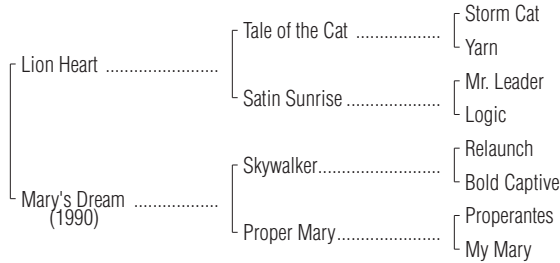 Storm Cat
Tale of the Cat ..................
Yarn
Lion Heart ........................
Mr. Leader
Satin Sunrise .......................
Logic
Relaunch
Skywalker..........................
Bold Captive
Mary's Dream ..................
(1990)
Properantes
Proper Mary......................
My Mary